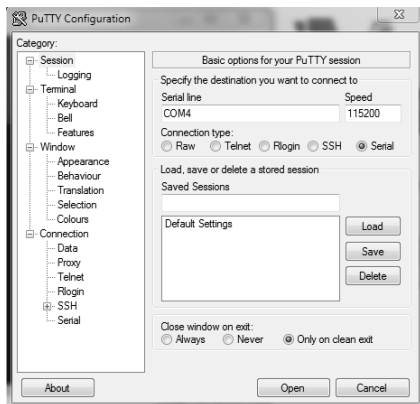 PuTTY Configuration
Category:
Session
Logging
Terminal
Keyboard
Bell
Features
Window
Appearance
Behaviour
Translation
Selection
Colours
Connection
Data
Proxy
Telnet
Rlogin
SSH
Serial
Basic options for your PuTTY session
Specify the destination you want to connect to
Serial line Speed
COM4 115200
Connection type:
Raw Telnet Rlogin SSH Serial
Load, save or delete a stored session
Saved Sessions
Default Settings
Load
Save
Delete
Close window on exit:
Always Never Only on clean exit
About Open Cancel